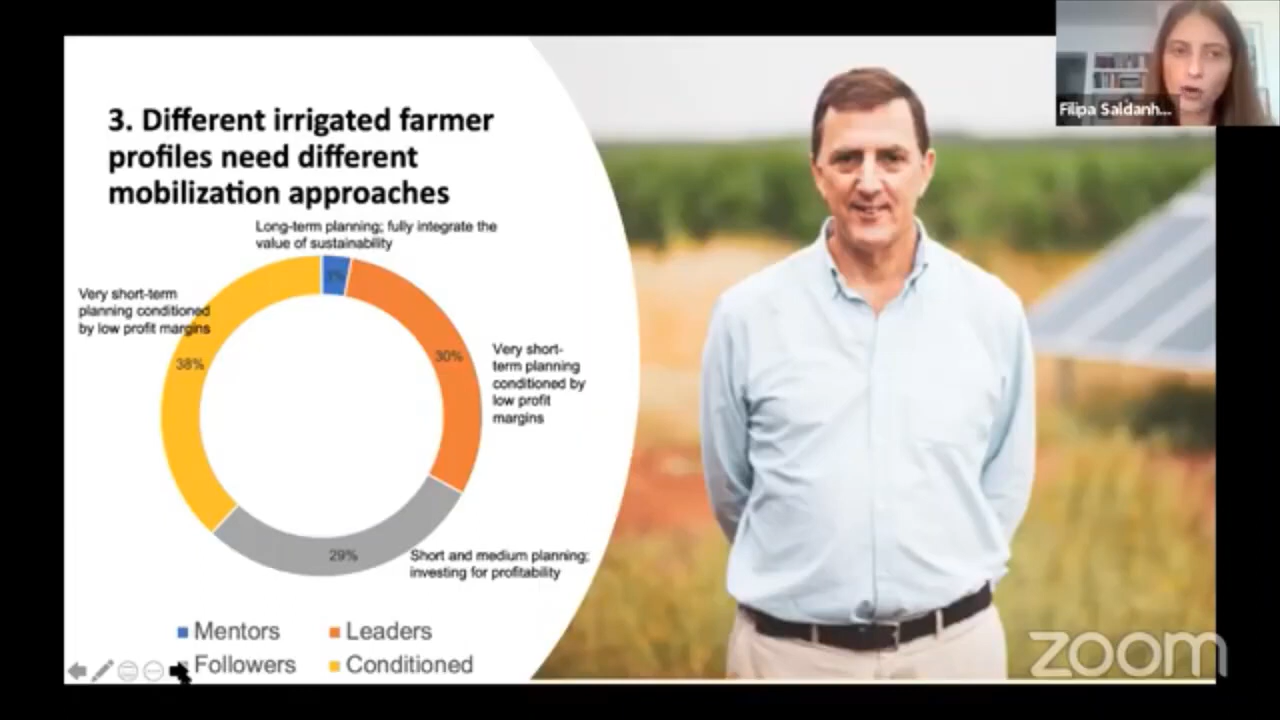 Filipa Saldanh...
3. Different irrigated farmer
profiles need different
mobilization approaches
Long-term planning; fully integrate the
value of sustainability
3%
Very short-term
planning conditioned
by low profit margins
38%
30%
Very short-
term planning
conditioned by
low profit
margins
29%
Short and medium planning;
investing for profitability
Mentors
Leaders
Followers
Conditioned
zoom